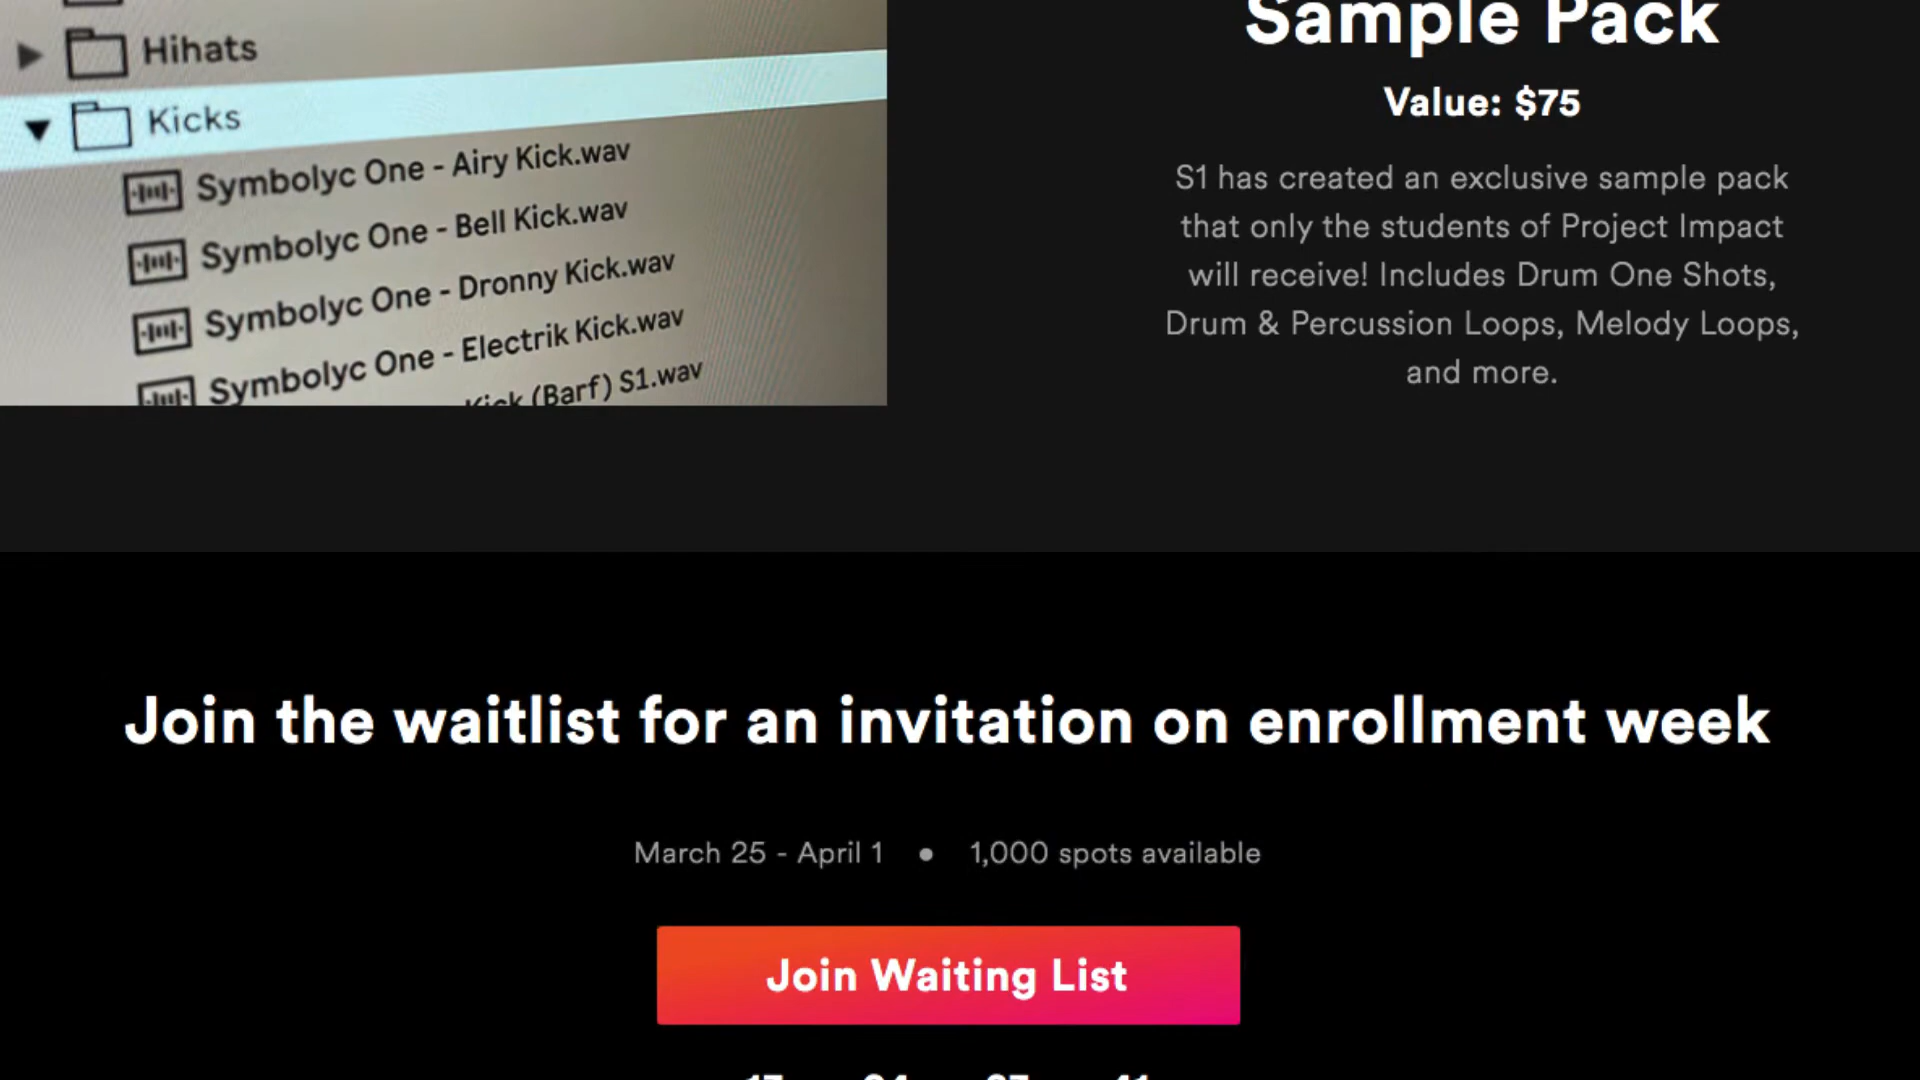 Hihats
Kicks
Symbolyc One - Airy Kick.wav
Symbolyc One - Bell Kick.wav
Symbolyc One - Dronny Kick.wav
Symbolyc One - Electrik Kick.wav
Kick (Barf) S1.wav
Sample Pack
Value: $75
S1 has created an exclusive sample pack
that only the students of Project Impact
will receive! Includes Drum One Shots,
Drum & Percussion Loops, Melody Loops,
and more.
Join the waitlist for an invitation on enrollment week
March 25 - April 1 • 1,000 spots available
Join Waiting List